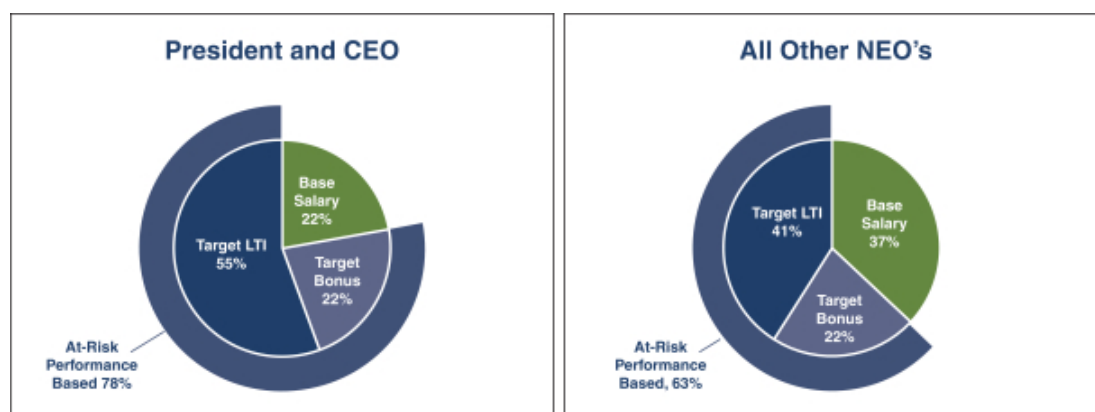 President and CEO
Base
Salary
22%
Target LTI
55%
Target
Bonus
22%
At-Risk
Performance
Based 78%
All Other NEO's
Target LTI
41%
Base
Salary
37%
Target
Bonus
22%
At-Risk
Performance
Based, 63%